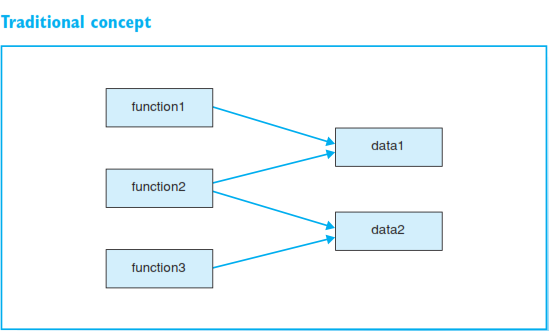 Traditional concept
function1
data1
function2
data2
function3